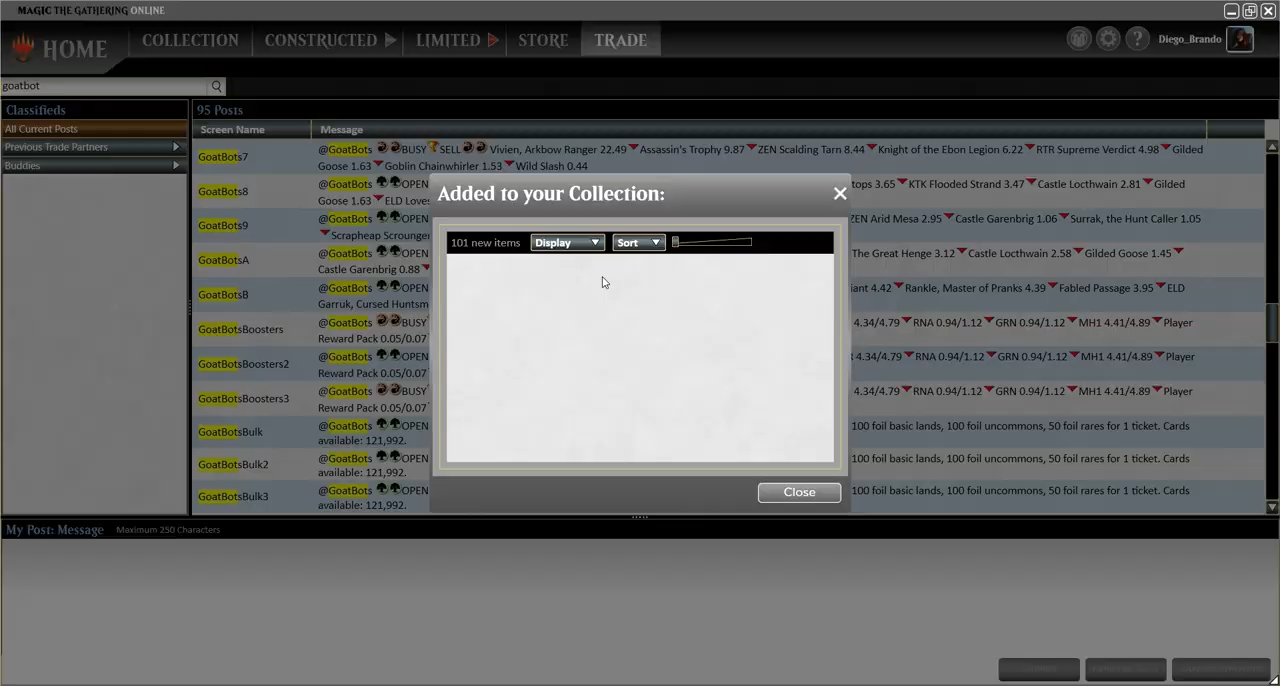 MAGIC THE GATHERING ONLINE
HOME
COLLECTION
CONSTRUCTED
LIMITED
STORE
TRADE
Diego_Brando
goatbot
Classifieds
All Current Posts
Previous Trade Partners
Buddies
95 Posts
Screen Name Message
GoatBots7 @GoatBots BUSY SELL Vivien, Arkbow Ranger 22.49 Assassin's Trophy 9.87 ZEN Scalding Tarn 8.44 Knight of the Ebon Legion 6.22 RTR Supreme Verdict 4.98 Gilded
Goose 1.63 Goblin Chainwhirler 1.53 Wild Slash 0.44
GoatBots8 @GoatBots OPEN tops 3.65 KTK Flooded Strand 3.47 Castle Locthwain 2.81 Gilded
Goose 1.63 ELD Loves
GoatBots9 @GoatBots OPEN ZEN Arid Mesa 2.95 Castle Garenbrig 1.06 Surrak, the Hunt Caller 1.05
Scrapheap Scrounger
GoatBotsA @GoatBots OPEN The Great Henge 3.12 Castle Locthwain 2.58 Gilded Goose 1.45
Castle Garenbrig 0.88
GoatBotsB @GoatBots OPEN iant 4.42 Rankle, Master of Pranks 4.39 Fabled Passage 3.95 ELD
Garruk, Cursed Huntsm
GoatBotsBoosters @GoatBots BUSY 4.34/4.79 RNA 0.94/1.12 GRN 0.94/1.12 MH1 4.41/4.89 Player
Reward Pack 0.05/0.07
GoatBotsBoosters2 @GoatBots OPEN 4.34/4.79 RNA 0.94/1.12 GRN 0.94/1.12 MH1 4.41/4.89 Player
Reward Pack 0.05/0.07
GoatBotsBoosters3 @GoatBots BUSY 4.34/4.79 RNA 0.94/1.12 GRN 0.94/1.12 MH1 4.41/4.89 Player
Reward Pack 0.05/0.07
GoatBotsBulk @GoatBots OPEN 100 foil basic lands, 100 foil uncommons, 50 foil rares for 1 ticket. Cards
available: 121,992.
GoatBotsBulk2 @GoatBots OPEN 100 foil basic lands, 100 foil uncommons, 50 foil rares for 1 ticket. Cards
available: 121,992.
GoatBotsBulk3 @GoatBots OPEN 100 foil basic lands, 100 foil uncommons, 50 foil rares for 1 ticket. Cards
available: 121,992.
Added to your Collection:
101 new items Display Sort
Close
My Post: Message Maximum 250 Characters